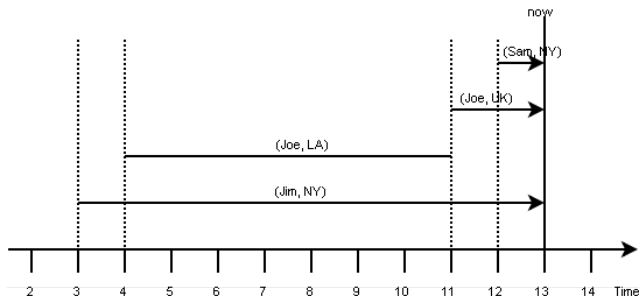 now
(Sam, NY)
(Joe, UK)
(Joe, LA)
(Jim, NY)
2 3 4 5 6 7 8 9 10 11 12 13 14 Time